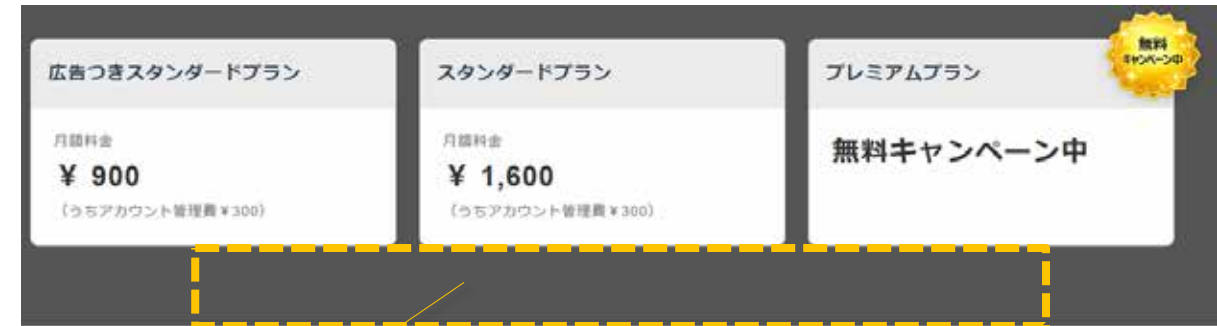 広告つきスタンダードプラン
月額料金
¥ 900
(うちアカウント管理費¥300)
スタンダードプラン
月額料金
¥ 1,600
(うちアカウント管理費¥300)
プレミアムプラン
無料
キャンペーン中
無料キャンペーン中